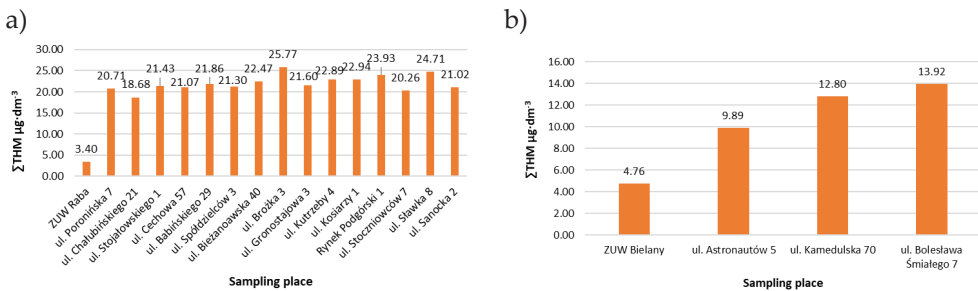 a)
∑THM µg·dm-³
30.00
25.00
20.00
15.00
10.00
5.00
0.00
3.40
20.71
18.68
21.43
21.07
21.86
21.30
22.47
25.77
21.60
22.89
22.94
23.93
20.26
24.71
21.02
ZUW Raba
ul. Poronińska 7
ul. Chałubińskiego 21
ul. Stojałowskiego 1
ul. Cechowa 57
ul. Babińskiego 29
ul. Spółdzielców 3
ul. Bieżanoawska 40
ul. Brożka 3
ul. Gronostajowa 3
ul. Kutrzeby 4
ul. Kosiarzy 1
Rynek Podgórski 1
ul. Stoczniowców 7
ul. Sławka 8
ul. Sanocka 2
Sampling place
b)
∑THM µg·dm-³
16.00
14.00
12.00
10.00
8.00
6.00
4.00
2.00
0.00
4.76
9.89
12.80
13.92
ZUW Bielany
ul. Astronautów 5
ul. Kamedulska 70
ul. Bolesława
Śmiałego 7
Sampling place